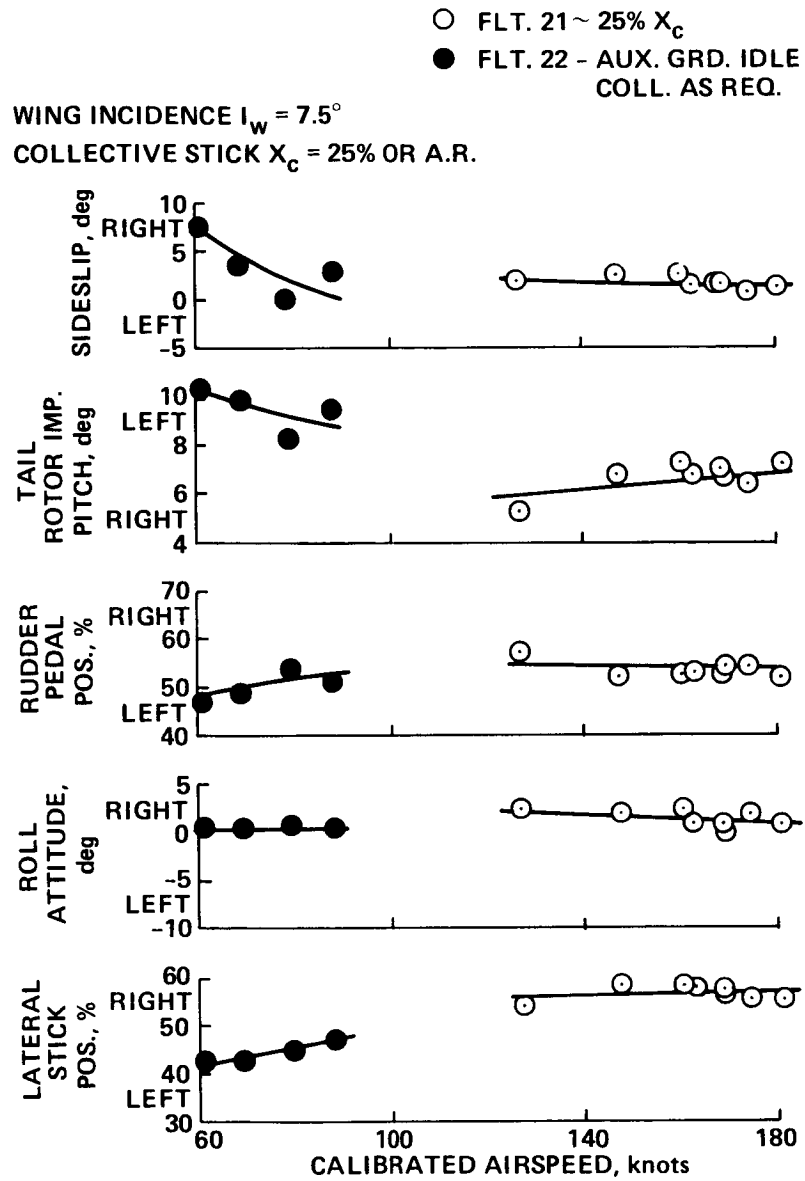 FLT. 21 ~ 25% Xc
FLT. 22 - AUX. GRD. IDLE
COLL. AS REQ.
WING INCIDENCE Iw = 7.5°
COLLECTIVE STICK Xc = 25% OR A.R.
SIDESLIP, deg
10
RIGHT
5
0
LEFT
-5
TAIL
ROTOR IMP.
PITCH, deg
10
LEFT
8
6
RIGHT
4
RUDDER
PEDAL
POS., %
70
RIGHT
60
50
LEFT
40
ROLL
ATTITUDE,
deg
5
RIGHT
0
-5
LEFT
-10
LATERAL
STICK
POS., %
60
RIGHT
50
40
LEFT
30
60 100 140 180
CALIBRATED AIRSPEED, knots